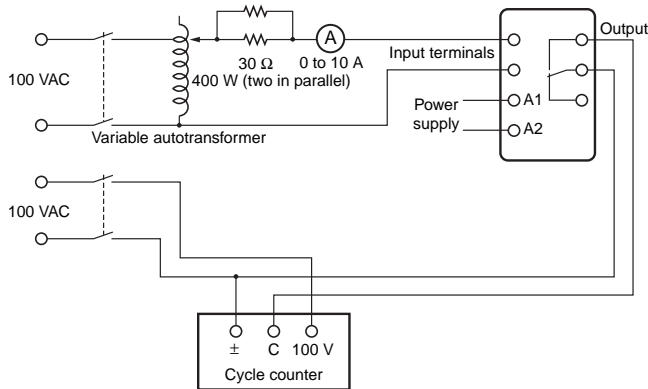 Output
A
Input terminals
30 Ω
0 to 10 A
400 W (two in parallel)
100 VAC
Power
supply
A1
A2
Variable autotransformer
100 VAC
± C 100 V
Cycle counter